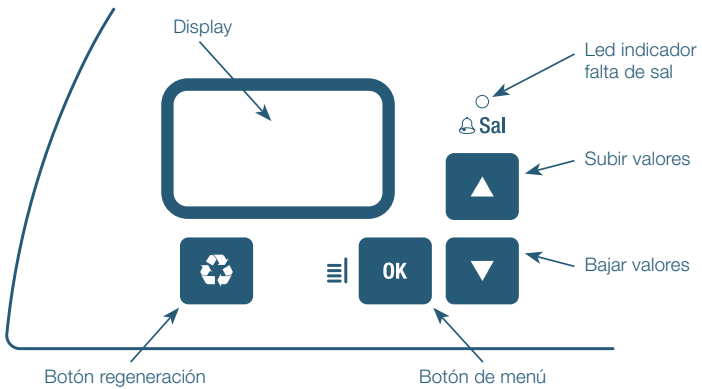 Display
Led indicador
falta de sal
Sal
Subir valores
OK
Bajar valores
Botón regeneración
Botón de menú